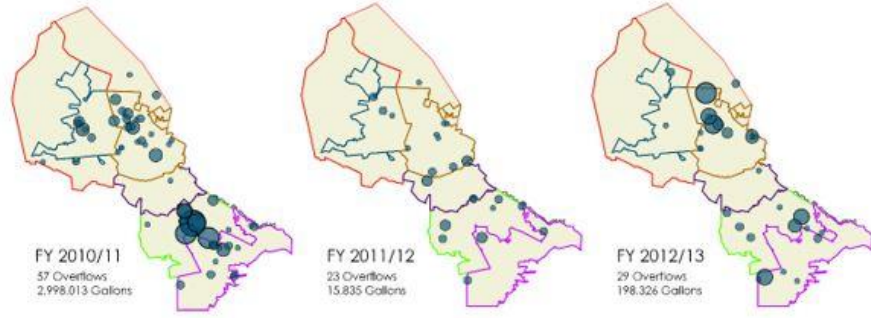 FY 2010/11
57 Overflows
2,998.013 Gallons
FY 2011/12
23 Overflows
15.835 Gallons
FY 2012/13
29 Overflows
198.326 Gallons